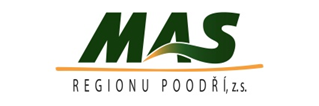 MAS
REGIONU POODŘÍ, z.s.